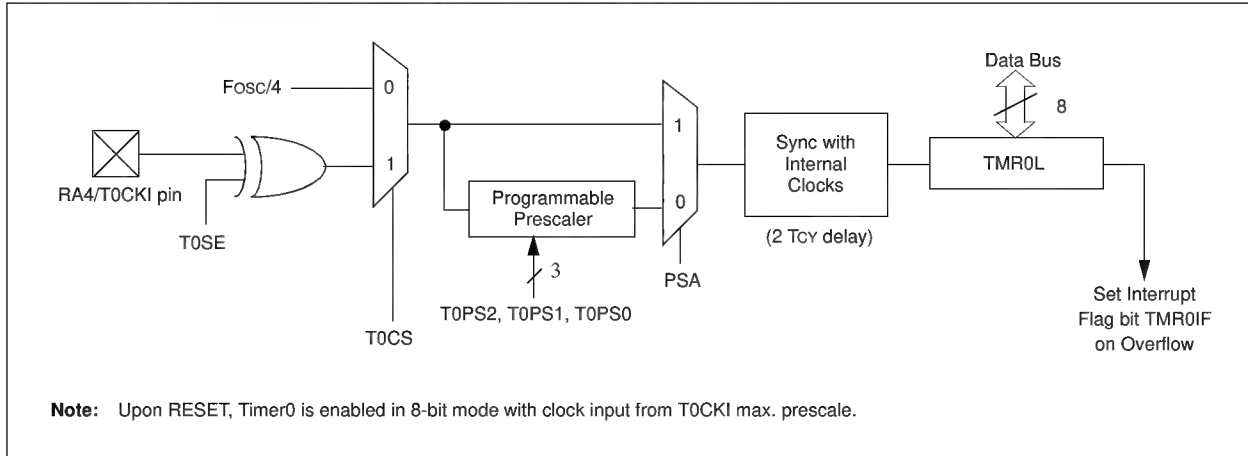 Data Bus
8
FOSC/4
0
1
RA4/T0CKI pin
T0SE
T0CS
1
0
Programmable
Prescaler
3
T0PS2, T0PS1, T0PS0
PSA
Sync with
Internal
Clocks
(2 TCY delay)
TMR0L
Set Interrupt
Flag bit TMR0IF
on Overflow
Note: Upon RESET, Timer0 is enabled in 8-bit mode with clock input from T0CKI max. prescale.